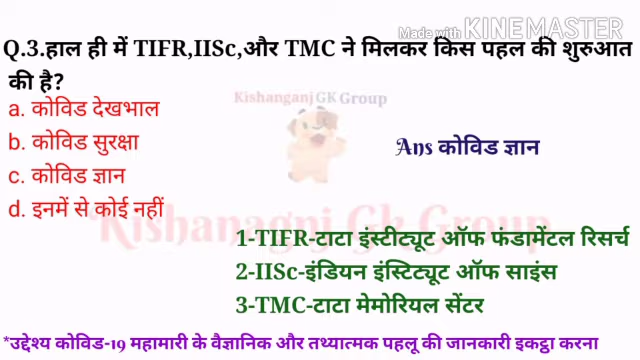 Made with KINEMASTER
Q.3.हाल ही में TIFR,IISc,और TMC ने मिलकर किस पहल की शुरुआत
की है?
Kishanganj GK Group
a. कोविड देखभाल
b. कोविड सुरक्षा
Ans कोविड ज्ञान
c. कोविड ज्ञान
d. इनमें से कोई नहीं
Kishanagnj Gk Group
1-TIFR-टाटा इंस्टीट्यूट ऑफ फंडामेंटल रिसर्च
2-IISc-इंडियन इंस्टिट्यूट ऑफ साइंस
3-TMC-टाटा मेमोरियल सेंटर
*उद्देश्य कोविड-19 महामारी के वैज्ञानिक और तथ्यात्मक पहलू की जानकारी इकट्ठा करना